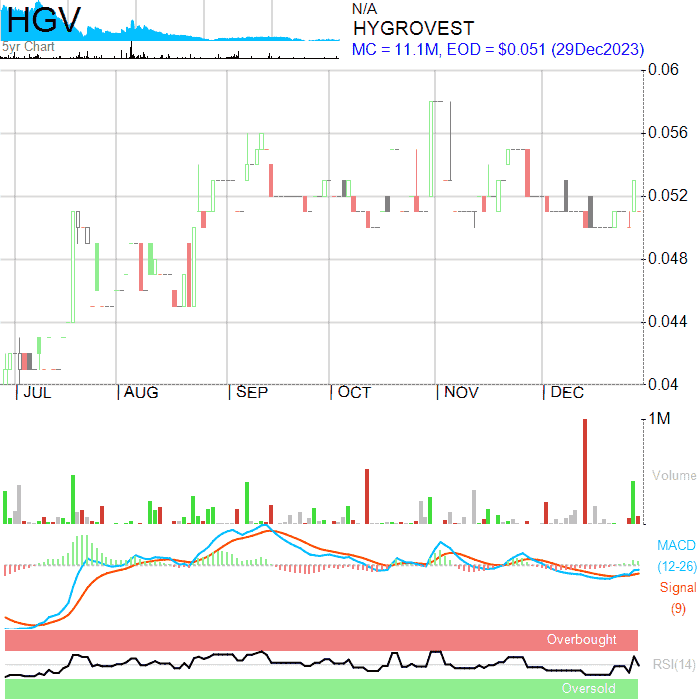 HGV
5yr Chart
N/A
HYGROVEST
MC = 11.1M, EOD = $0.051 (29Dec2023)
0.06
0.056
0.052
0.048
0.044
0.04
JUL AUG SEP OCT NOV DEC
1M
Volume
MACD
(12-26)
Signal
(9)
Overbought
RSI(14)
Oversold